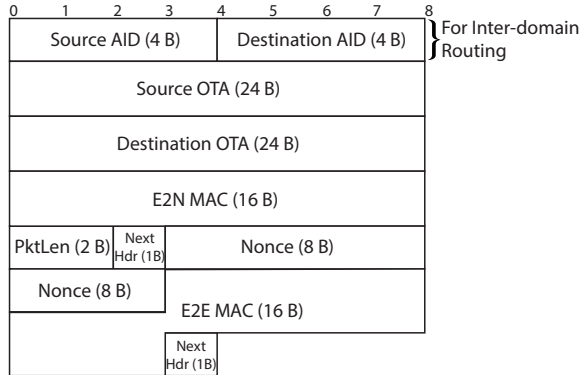 0 1 2 3 4 5 6 7 8
Source AID (4 B) Destination AID (4 B)
For Inter-domain
Routing
Source OTA (24 B)
Destination OTA (24 B)
E2N MAC (16 B)
PktLen (2 B)
Next
Hdr (1B)
Nonce (8 B)
Nonce (8 B)
E2E MAC (16 B)
Next
Hdr (1B)